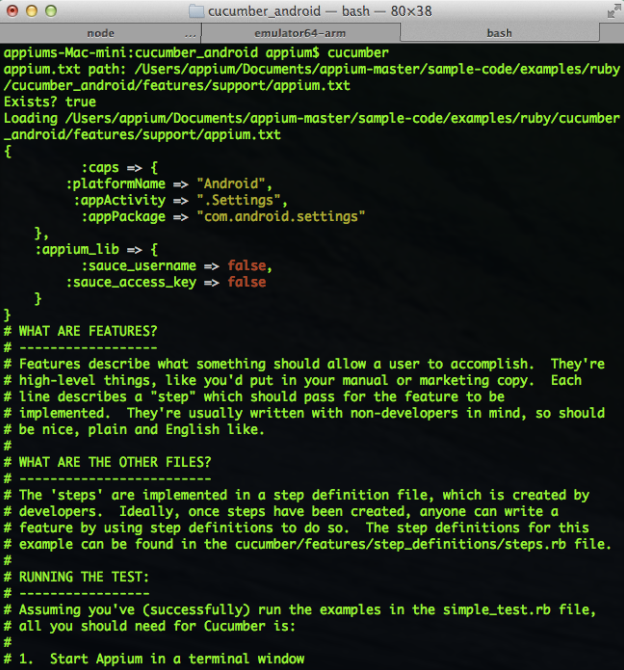 cucumber_android — bash — 80×38
node ... emulator64-arm bash
appiums-Mac-mini:cucumber_android appium$ cucumber
appium.txt path: /Users/appium/Documents/appium-master/sample-code/examples/ruby
/cucumber_android/features/support/appium.txt
Exists? true
Loading /Users/appium/Documents/appium-master/sample-code/examples/ruby/cucumber
_android/features/support/appium.txt
{
:caps => {
:platformName => "Android",
:appActivity => ".Settings",
:appPackage => "com.android.settings"
},
:appium_lib => {
:sauce_username => false,
:sauce_access_key => false
}
}
# WHAT ARE FEATURES?
# ------------------
# Features describe what something should allow a user to accomplish.  They're
# high-level things, like you'd put in your manual or marketing copy.  Each
# line describes a "step" which should pass for the feature to be
# implemented.  They're usually written with non-developers in mind, so should
# be nice, plain and English like.
#
# WHAT ARE THE OTHER FILES?
# -------------------------
# The 'steps' are implemented in a step definition file, which is created by
# developers.  Ideally, once steps have been created, anyone can write a
# feature by using step definitions to do so.  The step definitions for this
# example can be found in the cucumber/features/step_definitions/steps.rb file.
#
# RUNNING THE TEST:
# -----------------
# Assuming you've (successfully) run the examples in the simple_test.rb file,
# all you should need for Cucumber is:
#
# 1.  Start Appium in a terminal window